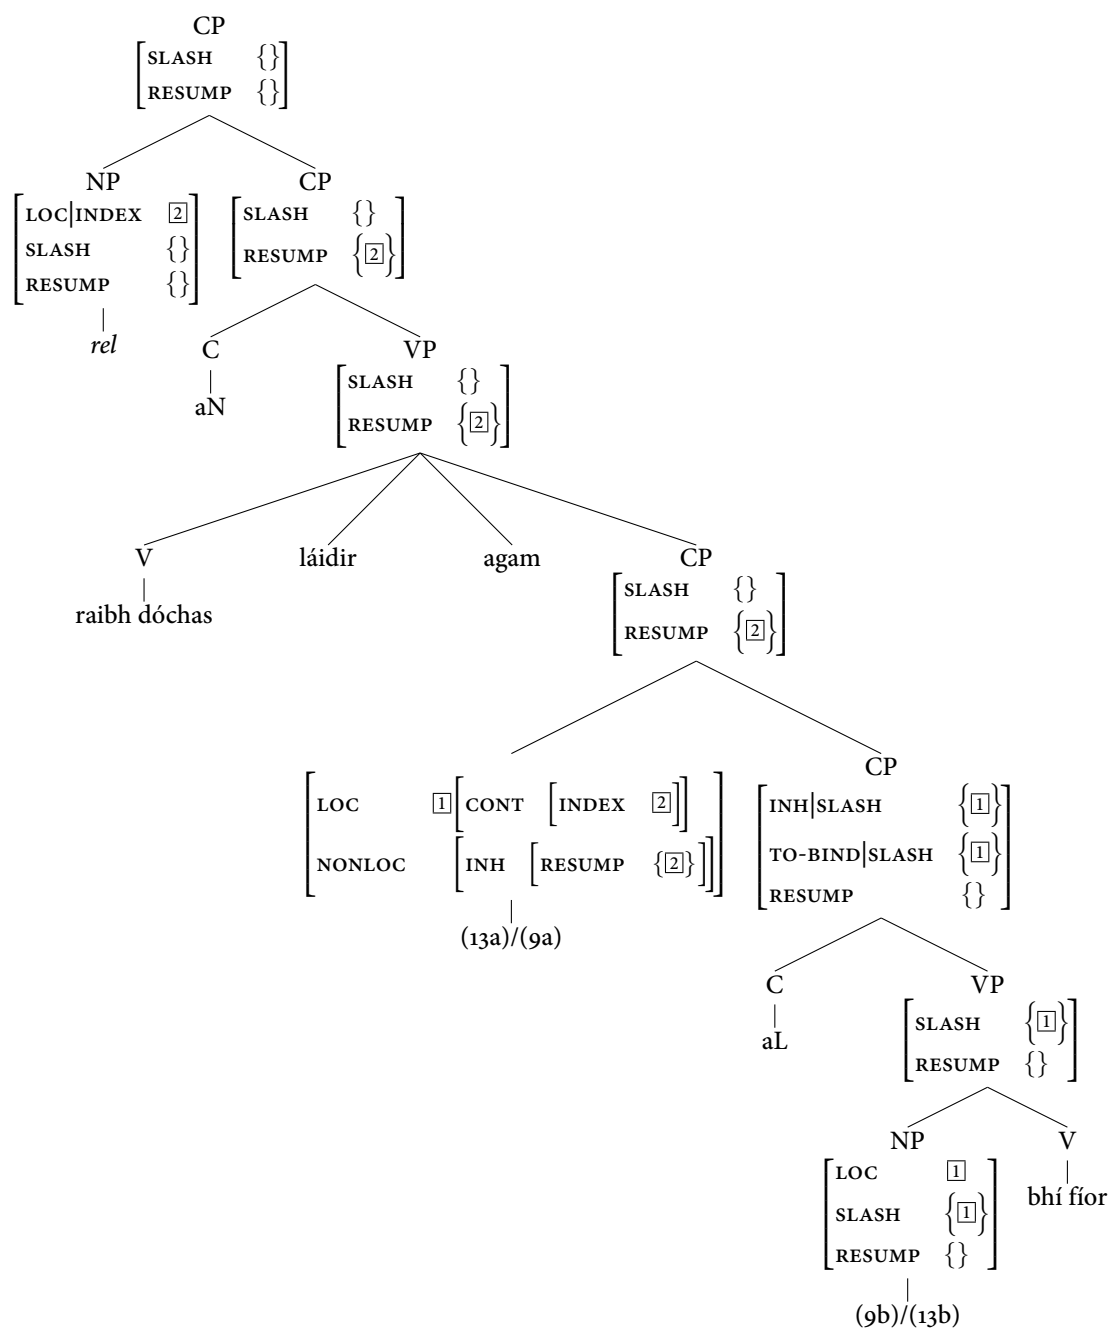 CP
SLASH {}
RESUMP {}
NP CP
LOC|INDEX 2 SLASH {}
SLASH {} RESUMP {2}
RESUMP {}
rel C VP
SLASH {}
aN RESUMP {2}
V láidir agam CP
raibh dóchas SLASH {}
RESUMP {2}
CP
LOC 1[CONT [INDEX 2]] INH|SLASH {1}
NONLOC [INH [RESUMP {2}]] TO-BIND|SLASH {1}
RESUMP {}
(13a)/(9a)
C VP
aL SLASH {1}
RESUMP {}
NP V
LOC 1 bhí fíor
SLASH {1}
RESUMP {}
(9b)/(13b)